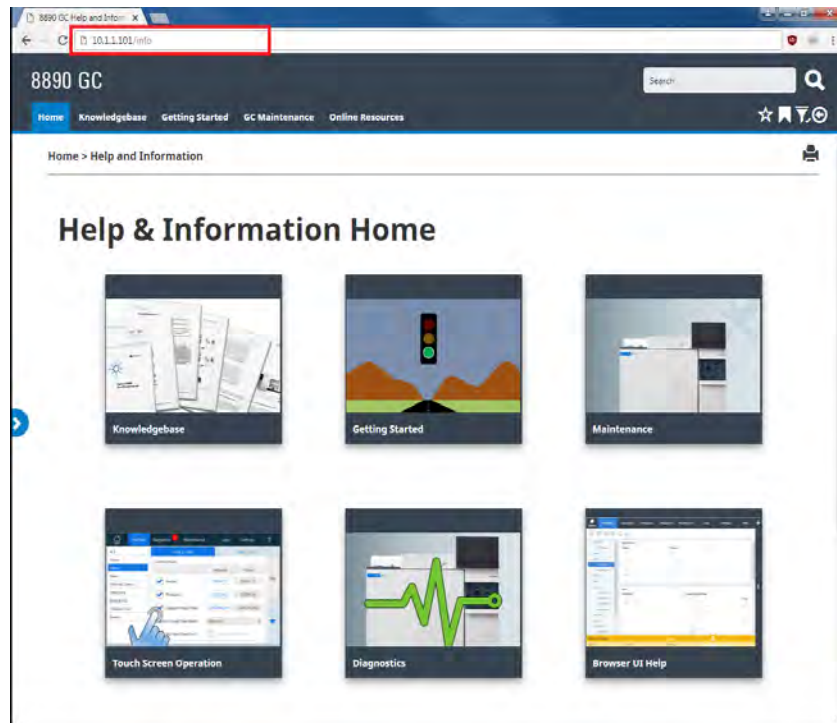 8890 GC Help and Inform
10.1.1.101/info
8890 GC
Search
Home Knowledgebase Getting Started GC Maintenance Online Resources
Home > Help and Information
Help & Information Home
Knowledgebase
Getting Started
Maintenance
Touch Screen Operation
Diagnostics
Browser UI Help